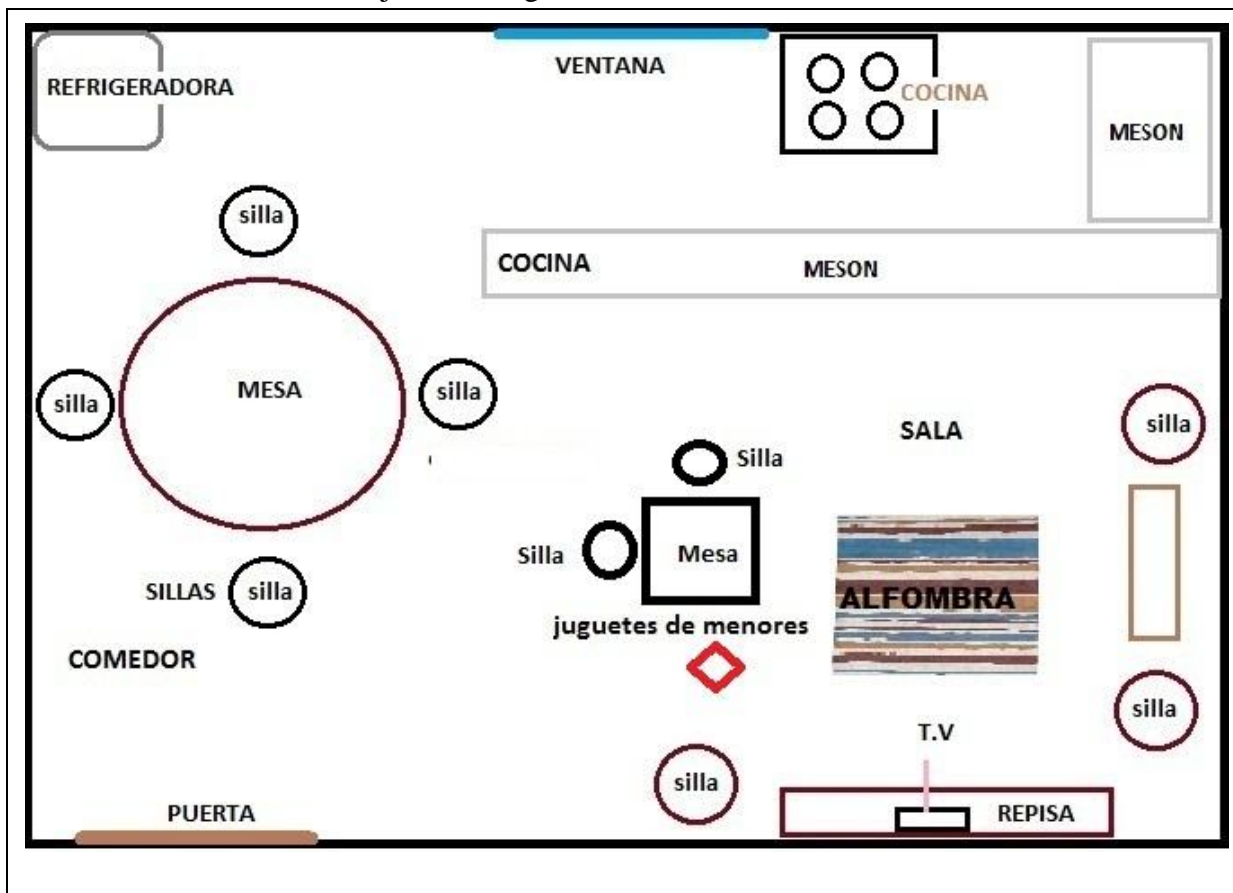 VENTANA
REFRIGERADORA
COCINA
MESON
silla
COCINA
MESON
MESA
silla
silla
silla
SALA
Silla
Silla
Mesa
ALFOMBRA
SILLAS
silla
juguetes de menores
COMEDOR
silla
T.V
silla
PUERTA
REPISA